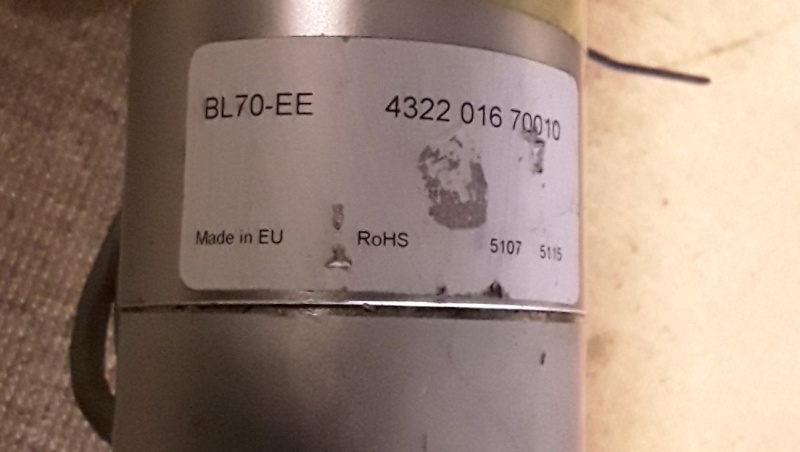 BL70-EE 4322 016 70010
Made in EU RoHS 5107 5115